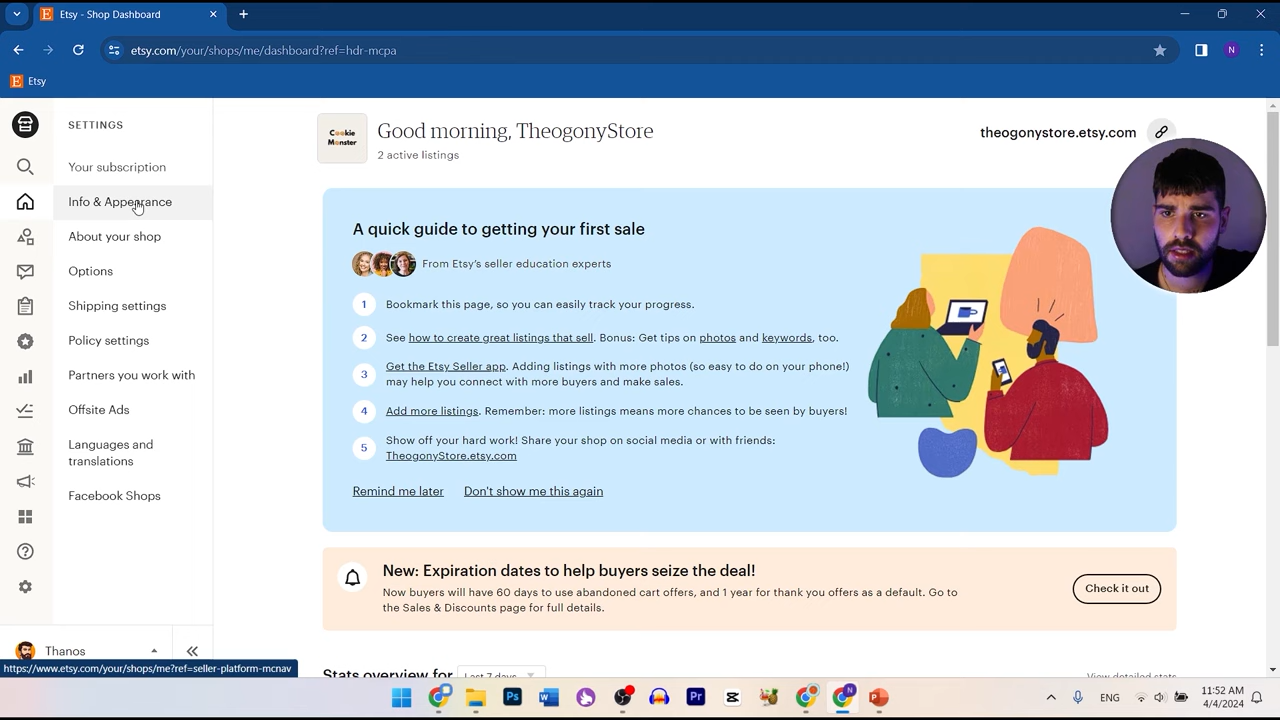 Etsy - Shop Dashboard
etsy.com/your/shops/me/dashboard?ref=hdr-mcpa
N
Etsy
SETTINGS
Your subscription
Info & Appearance
About your shop
Options
Shipping settings
Policy settings
Partners you work with
Offsite Ads
Languages and
translations
Facebook Shops
Thanos
https://www.etsy.com/your/shops/me?ref=seller-platform-mcnav
Cookie
Monster
Good morning, TheogonyStore
2 active listings
theogonystore.etsy.com
A quick guide to getting your first sale
From Etsy's seller education experts
1 Bookmark this page, so you can easily track your progress.
2 See how to create great listings that sell. Bonus: Get tips on photos and keywords, too.
3 Get the Etsy Seller app. Adding listings with more photos (so easy to do on your phone!)
may help you connect with more buyers and make sales.
4 Add more listings. Remember: more listings means more chances to be seen by buyers!
5 Show off your hard work! Share your shop on social media or with friends:
TheogonyStore.etsy.com
Remind me later Don't show me this again
New: Expiration dates to help buyers seize the deal!
Now buyers will have 60 days to use abandoned cart offers, and 1 year for thank you offers as a default. Go to
the Sales & Discounts page for full details.
Check it out
Stats overview for Last 7 days
View detailed stats
ENG
11:52 AM
4/4/2024